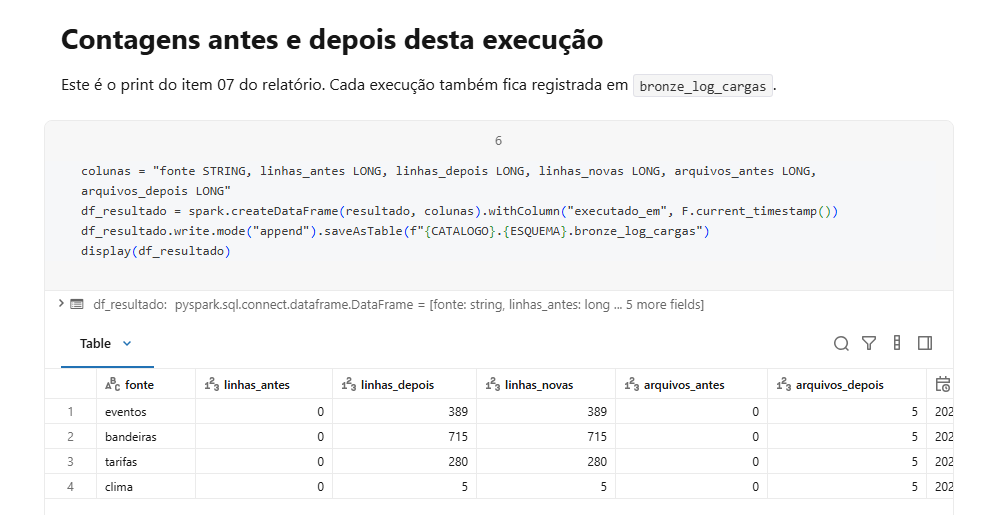 Contagens antes e depois desta execução
Este é o print do item 07 do relatório. Cada execução também fica registrada em bronze_log_cargas.
6
colunas = "fonte STRING, linhas_antes LONG, linhas_depois LONG, linhas_novas LONG, arquivos_antes LONG,
arquivos_depois LONG"
df_resultado = spark.createDataFrame(resultado, colunas).withColumn("executado_em", F.current_timestamp())
df_resultado.write.mode("append").saveAsTable(f"{CATALOGO}.{ESQUEMA}.bronze_log_cargas")
display(df_resultado)
df_resultado: pyspark.sql.connect.dataframe.DataFrame = [fonte: string, linhas_antes: long ... 5 more fields]
Table
fonte linhas_antes linhas_depois linhas_novas arquivos_antes arquivos_depois
1 eventos 0 389 389 0 5 202
2 bandeiras 0 715 715 0 5 202
3 tarifas 0 280 280 0 5 202
4 clima 0 5 5 0 5 202